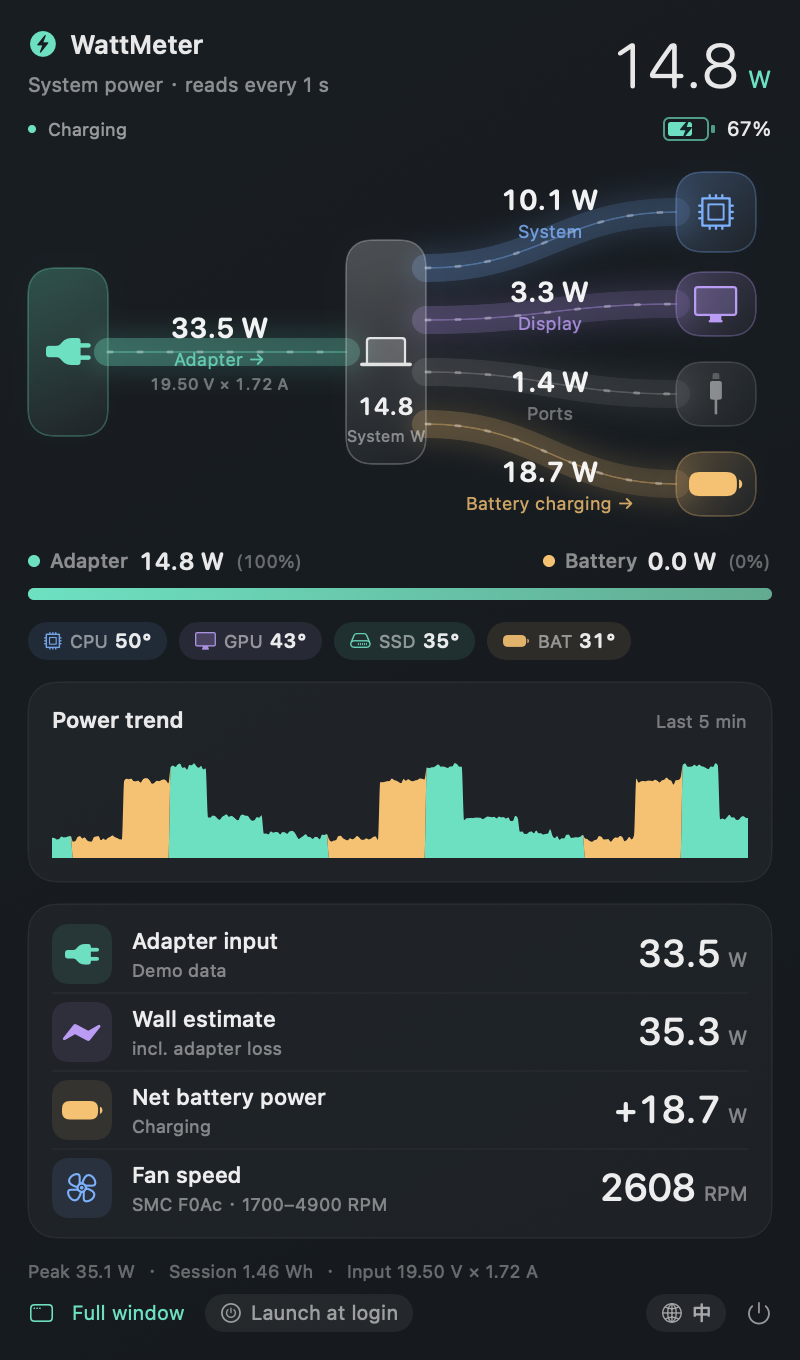 WattMeter
14.8 W
System power · reads every 1 s
Charging
67%
10.1 W
System
3.3 W
Display
33.5 W
Adapter →
19.50 V × 1.72 A
1.4 W
Ports
14.8
System W
18.7 W
Battery charging →
Adapter 14.8 W (100%)
Battery 0.0 W (0%)
CPU 50° GPU 43° SSD 35° BAT 31°
Power trend
Last 5 min
Adapter input
Demo data
33.5 W
Wall estimate
incl. adapter loss
35.3 W
Net battery power
Charging
+18.7 W
Fan speed
SMC F0Ac · 1700–4900 RPM
2608 RPM
Peak 35.1 W · Session 1.46 Wh · Input 19.50 V × 1.72 A
Full window
Launch at login
中